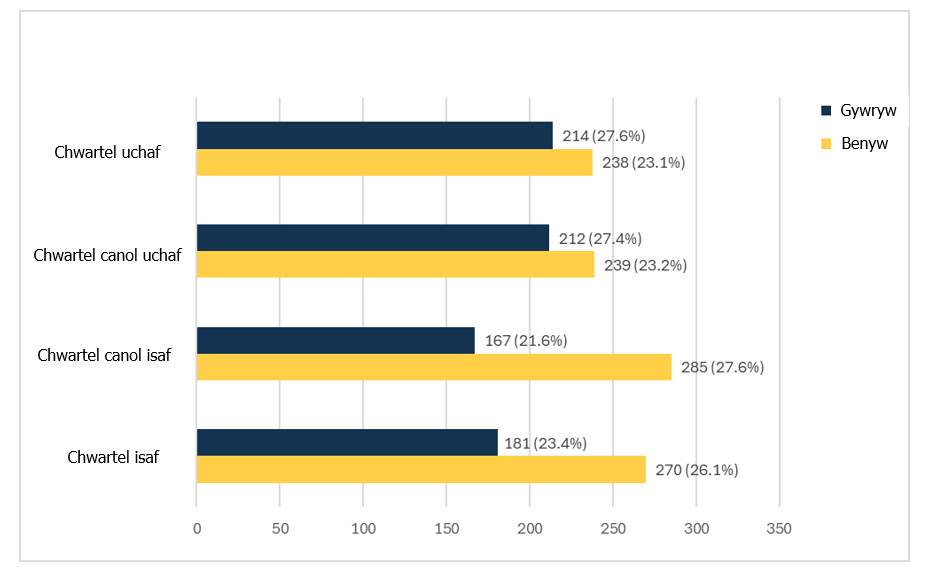 Gywryw
Benyw
Chwartel uchaf
214 (27.6%)
238 (23.1%)
Chwartel canol uchaf
212 (27.4%)
239 (23.2%)
Chwartel canol isaf
167 (21.6%)
285 (27.6%)
Chwartel isaf
181 (23.4%)
270 (26.1%)
0 50 100 150 200 250 300 350